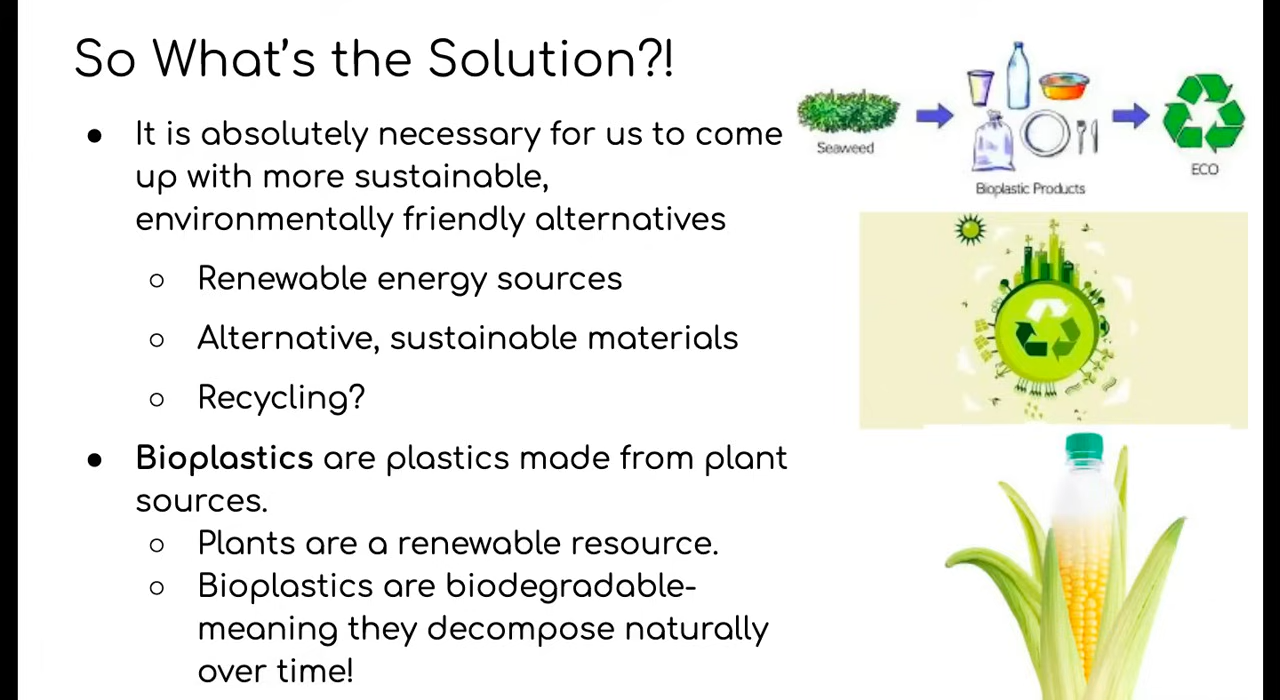 So What's the Solution?!
● It is absolutely necessary for us to come
up with more sustainable,
environmentally friendly alternatives
○ Renewable energy sources
○ Alternative, sustainable materials
○ Recycling?
● Bioplastics are plastics made from plant
sources.
○ Plants are a renewable resource.
○ Bioplastics are biodegradable-
meaning they decompose naturally
over time!
Seaweed
Bioplastic Products
ECO